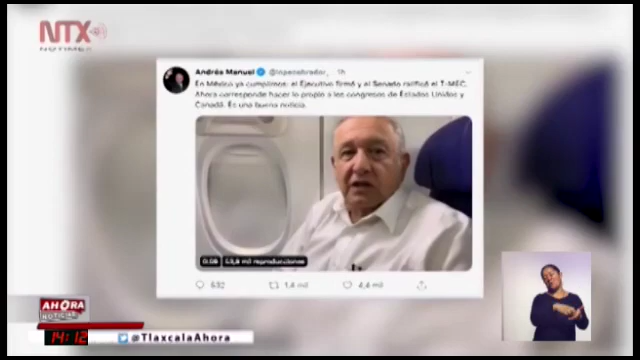 NTX
NOTIMEX
Andrés Manuel @lopezobrador_ · 1h
En México ya cumplimos: el Ejecutivo firmó y el Senado ratificó el T-MEC.
Ahora corresponde hacer lo propio a los congresos de Estados Unidos y
Canadá. Es una buena noticia.
0:08 53,8 mil reproducciones
532 1,4 mil 4,4 mil
AHORA
NOTICIAS
14:12 @TlaxcalaAhora